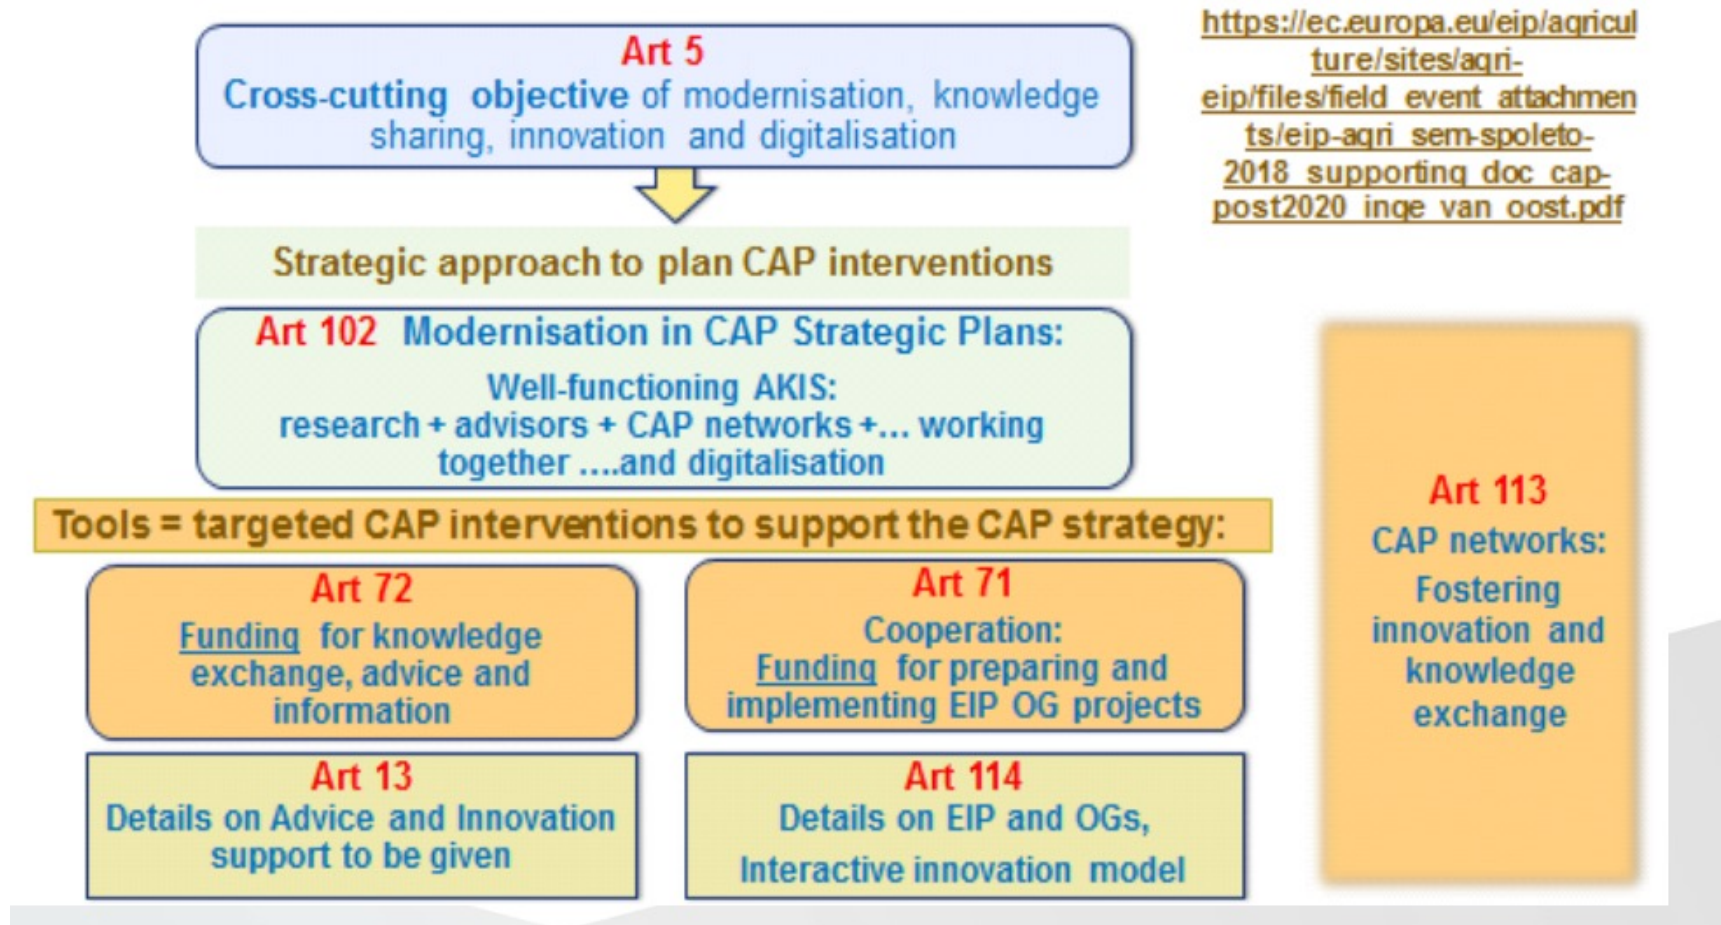 Art 5
Cross-cutting objective of modernisation, knowledge
sharing, innovation and digitalisation
https://ec.europa.eu/eip/agricul
ture/sites/agri-
eip/files/field_event_attachmen
ts/eip-agri_sem-spoleto-
2018_supporting_doc_cap-
post2020_inge_van_oost.pdf
Strategic approach to plan CAP interventions
Art 102 Modernisation in CAP Strategic Plans:
Well-functioning AKIS:
research + advisors + CAP networks +... working
together ....and digitalisation
Tools = targeted CAP interventions to support the CAP strategy:
Art 72
Funding for knowledge
exchange, advice and
information
Art 71
Cooperation:
Funding for preparing and
implementing EIP OG projects
Art 13
Details on Advice and Innovation
support to be given
Art 114
Details on EIP and OGs,
Interactive innovation model
Art 113
CAP networks:
Fostering
innovation and
knowledge
exchange